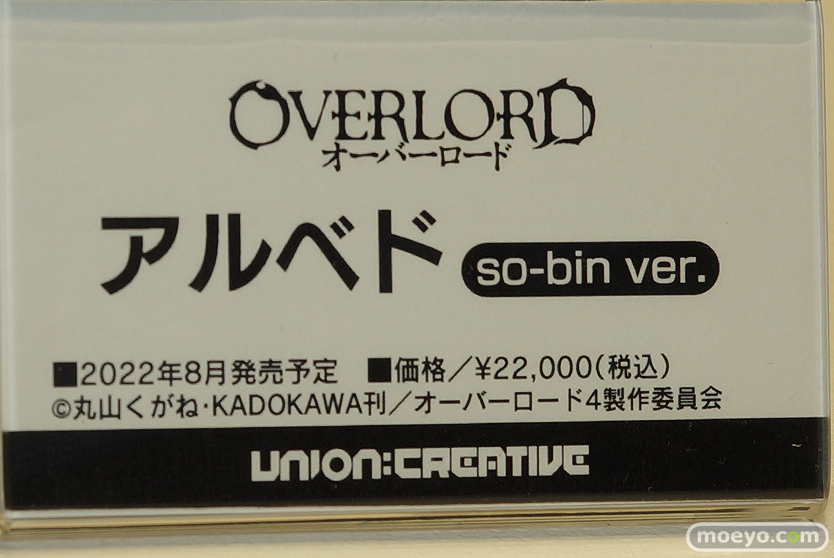 OVERLORD
オーバーロード
アルベド so-bin ver.
■2022年8月発売予定 ■価格／¥22,000(税込)
©丸山くがね･KADOKAWA刊／オーバーロード4製作委員会
UNION:CREATIVE
moeyo.com